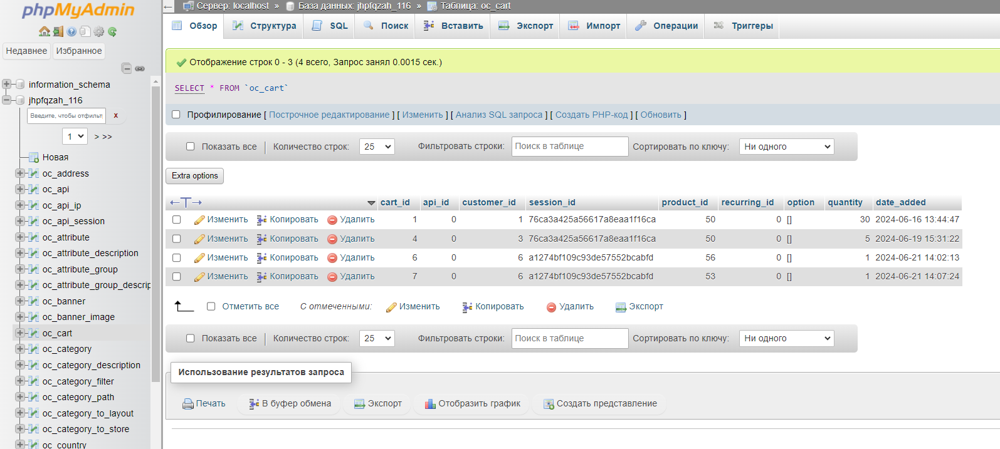 phpMyAdmin
Недавнее Избранное
information_schema
jhpfqzah_116
Введите, чтобы отфильтр x
1 > >>
Новая
oc_address
oc_api
oc_api_ip
oc_api_session
oc_attribute
oc_attribute_description
oc_attribute_group
oc_attribute_group_descrip
oc_banner
oc_banner_image
oc_cart
oc_category
oc_category_description
oc_category_filter
oc_category_path
oc_category_to_layout
oc_category_to_store
oc_country
Сервер: localhost » База данных: jhpfqzah_116 » Таблица: oc_cart
Обзор Структура SQL Поиск Вставить Экспорт Импорт Операции Триггеры
Отображение строк 0 - 3 (4 всего, Запрос занял 0.0015 сек.)
SELECT * FROM `oc_cart`
Профилирование [ Построчное редактирование ] [ Изменить ] [ Анализ SQL запроса ] [ Создать PHP-код ] [ Обновить ]
Показать все | Количество строк: 25 Фильтровать строки: Поиск в таблице Сортировать по ключу: Ни одного
Extra options
←T→ cart_id api_id customer_id session_id product_id recurring_id option quantity date_added
Изменить Копировать Удалить 1 0 1 76ca3a425a56617a8eaa1f16ca 50 0 [] 30 2024-06-16 13:44:47
Изменить Копировать Удалить 4 0 3 76ca3a425a56617a8eaa1f16ca 50 0 [] 5 2024-06-19 15:31:22
Изменить Копировать Удалить 6 0 6 a1274bf109c93de57552bcabfd 56 0 [] 1 2024-06-21 14:02:13
Изменить Копировать Удалить 7 0 6 a1274bf109c93de57552bcabfd 53 0 [] 1 2024-06-21 14:07:24
Отметить все С отмеченными: Изменить Копировать Удалить Экспорт
Показать все | Количество строк: 25 Фильтровать строки: Поиск в таблице Сортировать по ключу: Ни одного
Использование результатов запроса
Печать В буфер обмена Экспорт Отобразить график Создать представление